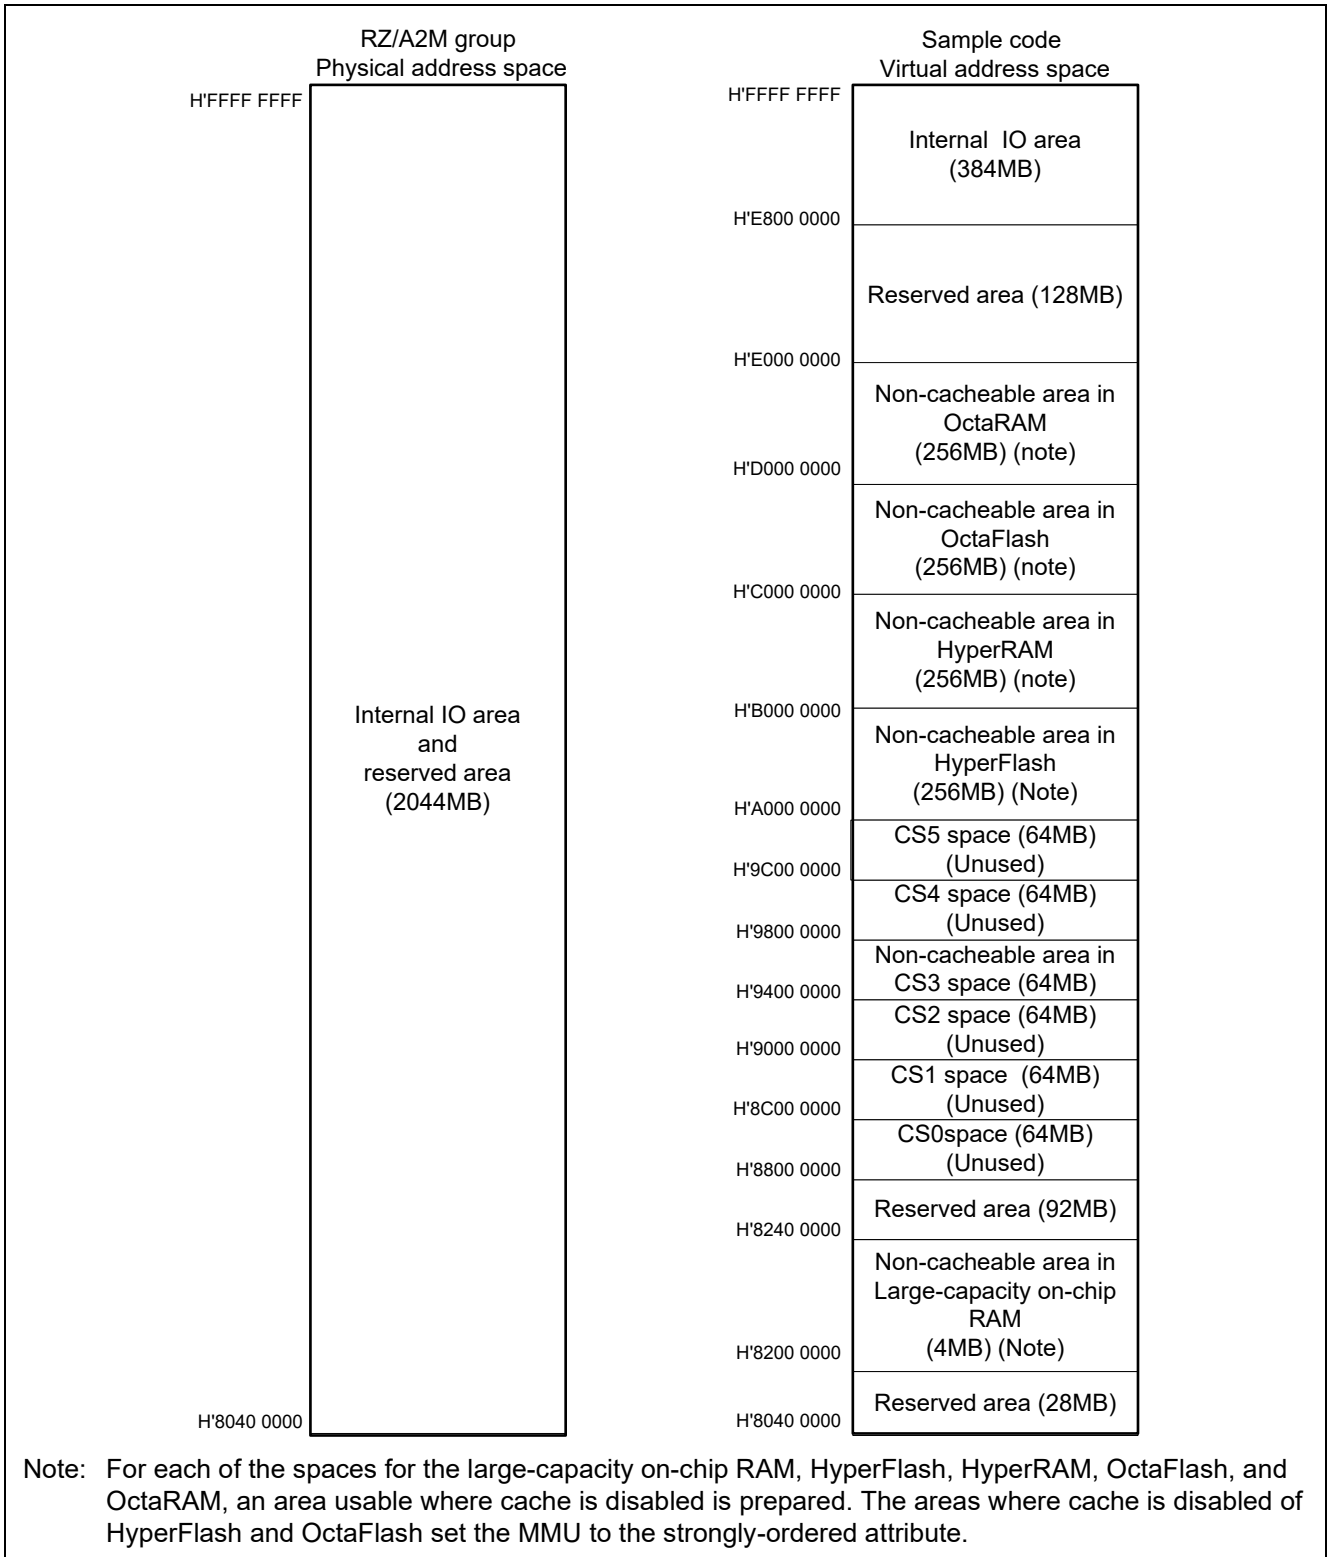 RZ/A2M group
Physical address space
H'FFFF FFFF
Internal IO area
and
reserved area
(2044MB)
H'8040 0000
Sample code
Virtual address space
H'FFFF FFFF
Internal IO area
(384MB)
H'E800 0000
Reserved area (128MB)
H'E000 0000
Non-cacheable area in
OctaRAM
(256MB) (note)
H'D000 0000
Non-cacheable area in
OctaFlash
(256MB) (note)
H'C000 0000
Non-cacheable area in
HyperRAM
(256MB) (note)
H'B000 0000
Non-cacheable area in
HyperFlash
(256MB) (Note)
H'A000 0000
CS5 space (64MB)
(Unused)
H'9C00 0000
CS4 space (64MB)
(Unused)
H'9800 0000
Non-cacheable area in
CS3 space (64MB)
H'9400 0000
CS2 space (64MB)
(Unused)
H'9000 0000
CS1 space (64MB)
(Unused)
H'8C00 0000
CS0space (64MB)
(Unused)
H'8800 0000
Reserved area (92MB)
H'8240 0000
Non-cacheable area in
Large-capacity on-chip
RAM
(4MB) (Note)
H'8200 0000
Reserved area (28MB)
H'8040 0000
Note: For each of the spaces for the large-capacity on-chip RAM, HyperFlash, HyperRAM, OctaFlash, and
OctaRAM, an area usable where cache is disabled is prepared. The areas where cache is disabled of
HyperFlash and OctaFlash set the MMU to the strongly-ordered attribute.